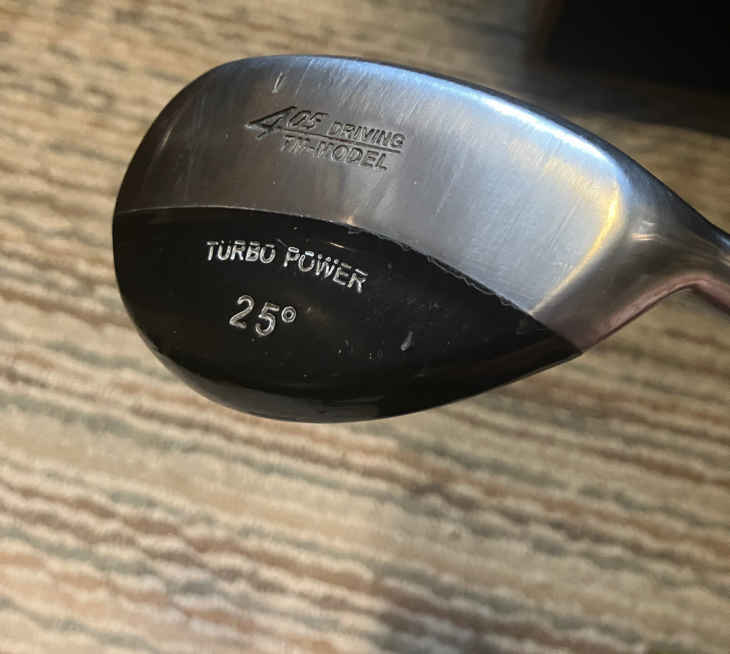 405 DRIVING
TM-MODEL
TURBO POWER
25°